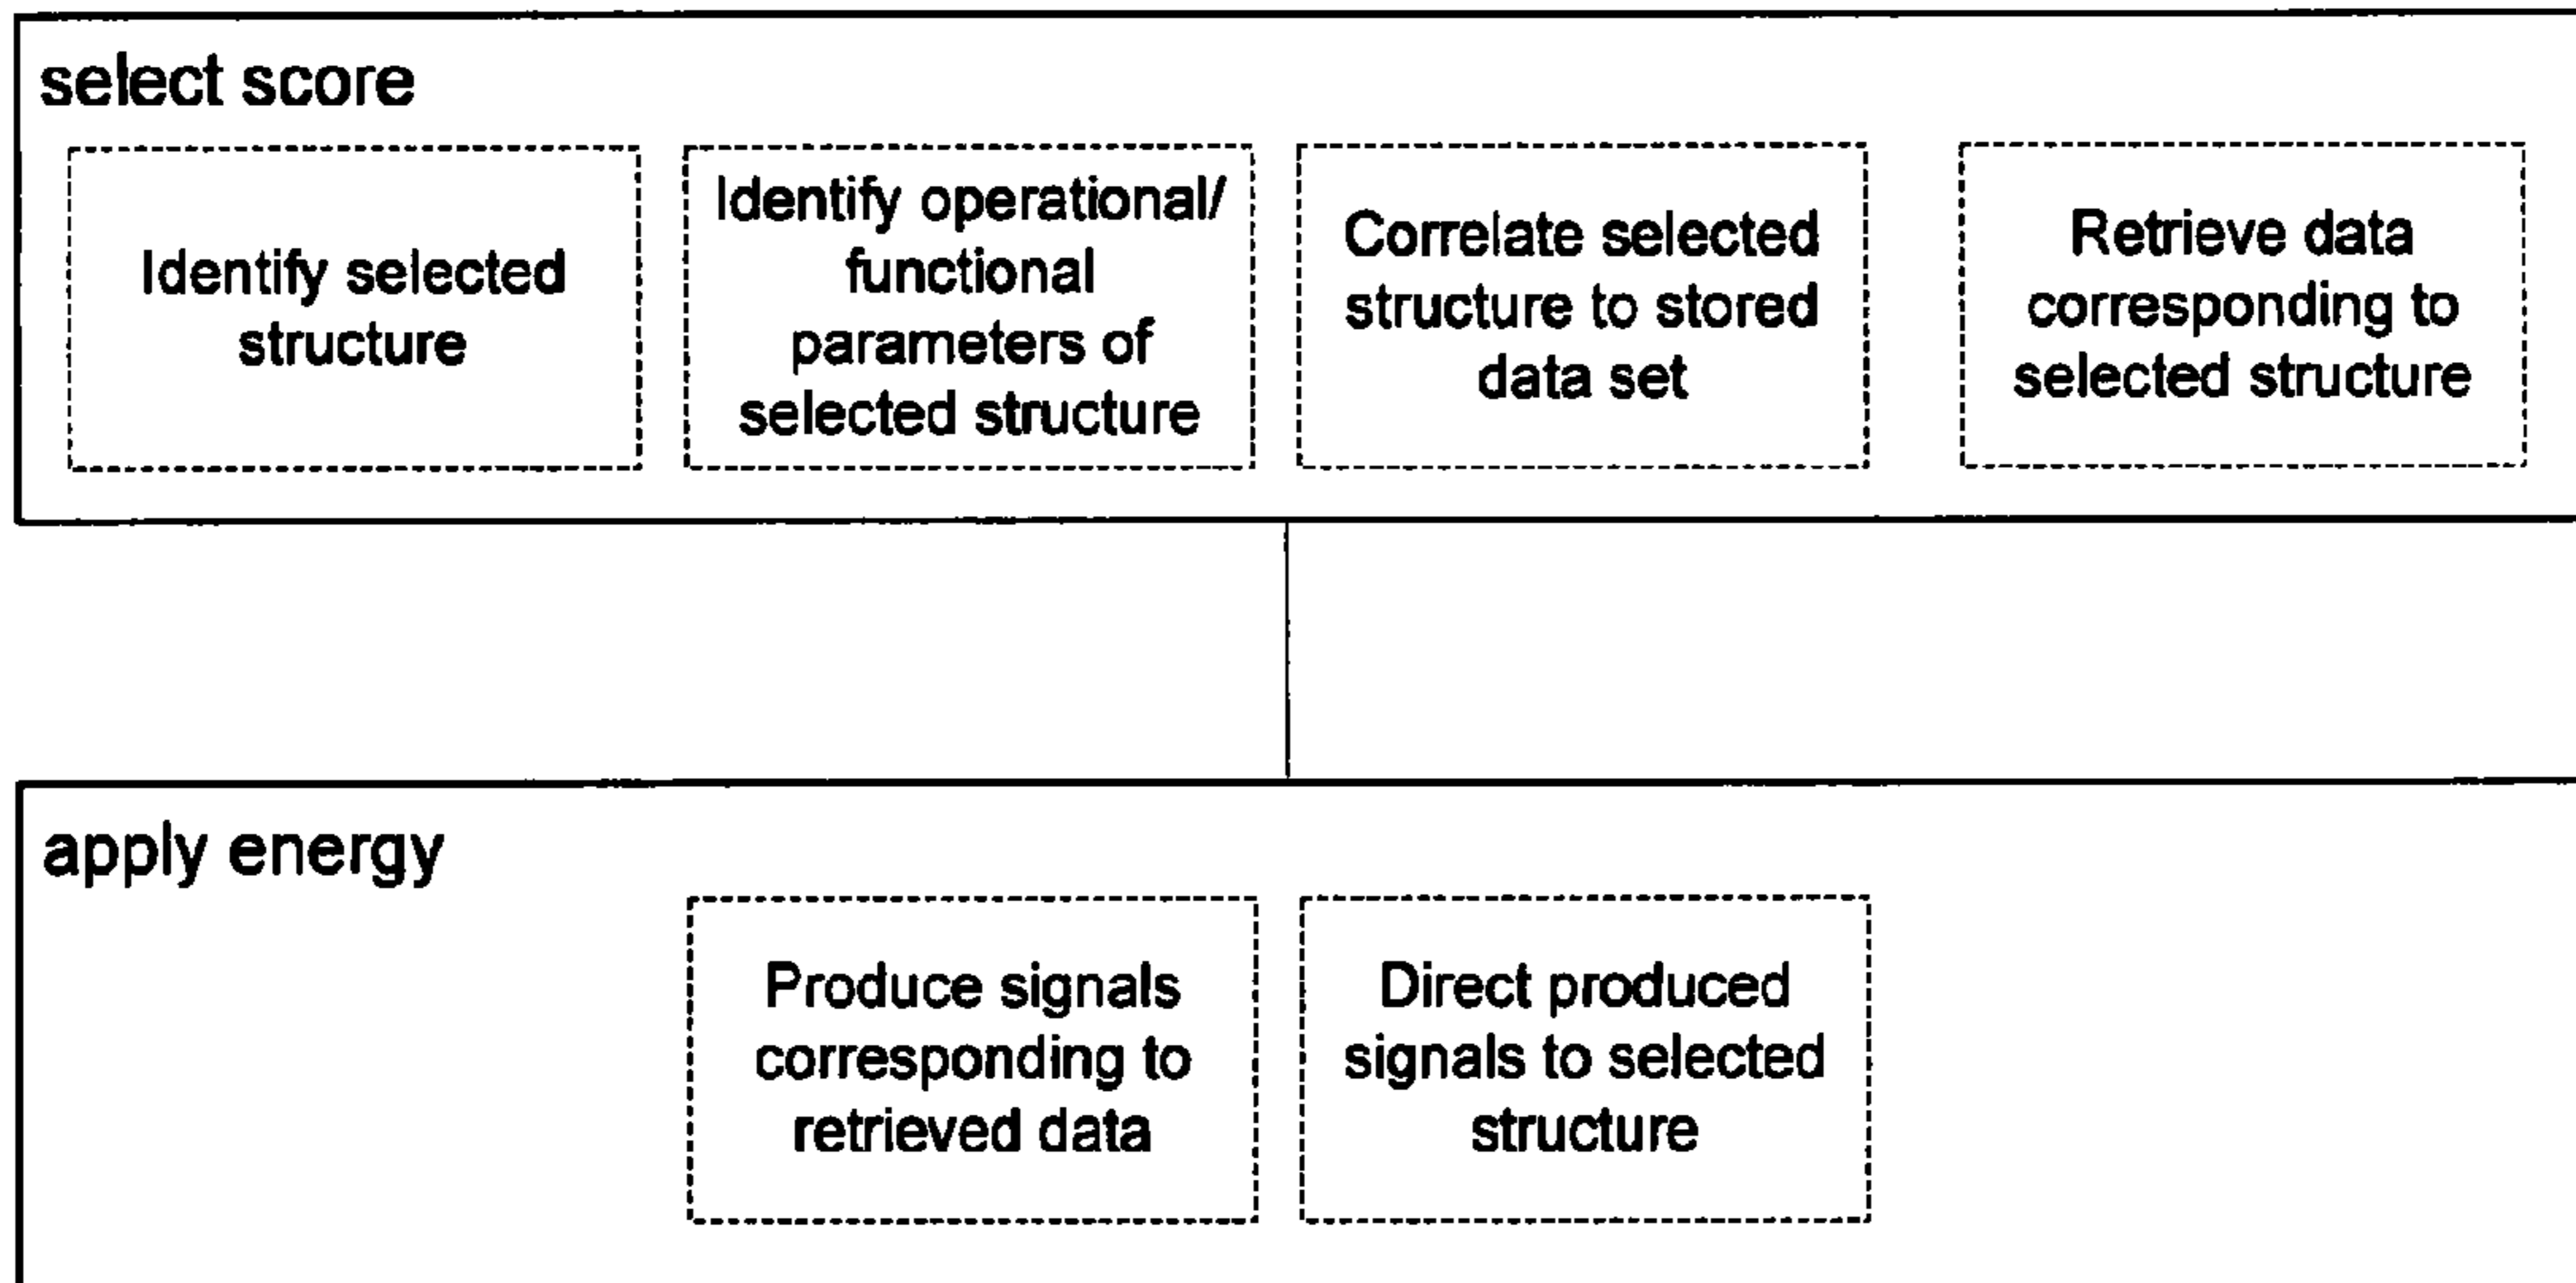 select score
Identify selected
structure
Identify operational/
functional
parameters of
selected structure
Correlate selected
structure to stored
data set
Retrieve data
corresponding to
selected structure
apply energy
Produce signals
corresponding to
retrieved data
Direct produced
signals to selected
structure